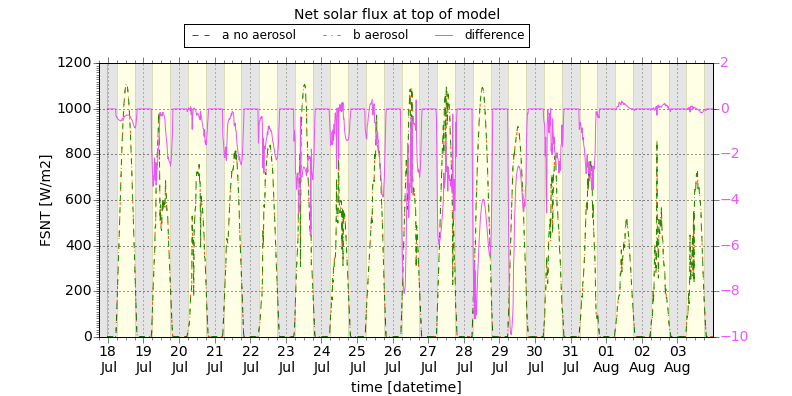 Net solar flux at top of model
a no aerosol b aerosol difference
1200 2
1000 0
800 −2
600 −4
400 −6
200 −8
0 −10
FSNT [W/m2]
18 19 20 21 22 23 24 25 26 27 28 29 30 31 01 02 03
Jul Jul Jul Jul Jul Jul Jul Jul Jul Jul Jul Jul Jul Jul Aug Aug Aug
time [datetime]